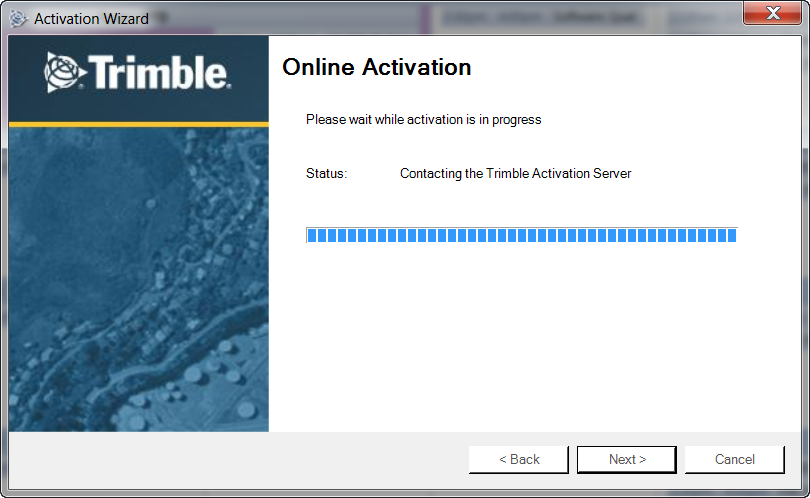 Activation Wizard
Trimble.
Online Activation
Please wait while activation is in progress
Status: Contacting the Trimble Activation Server
< Back Next > Cancel